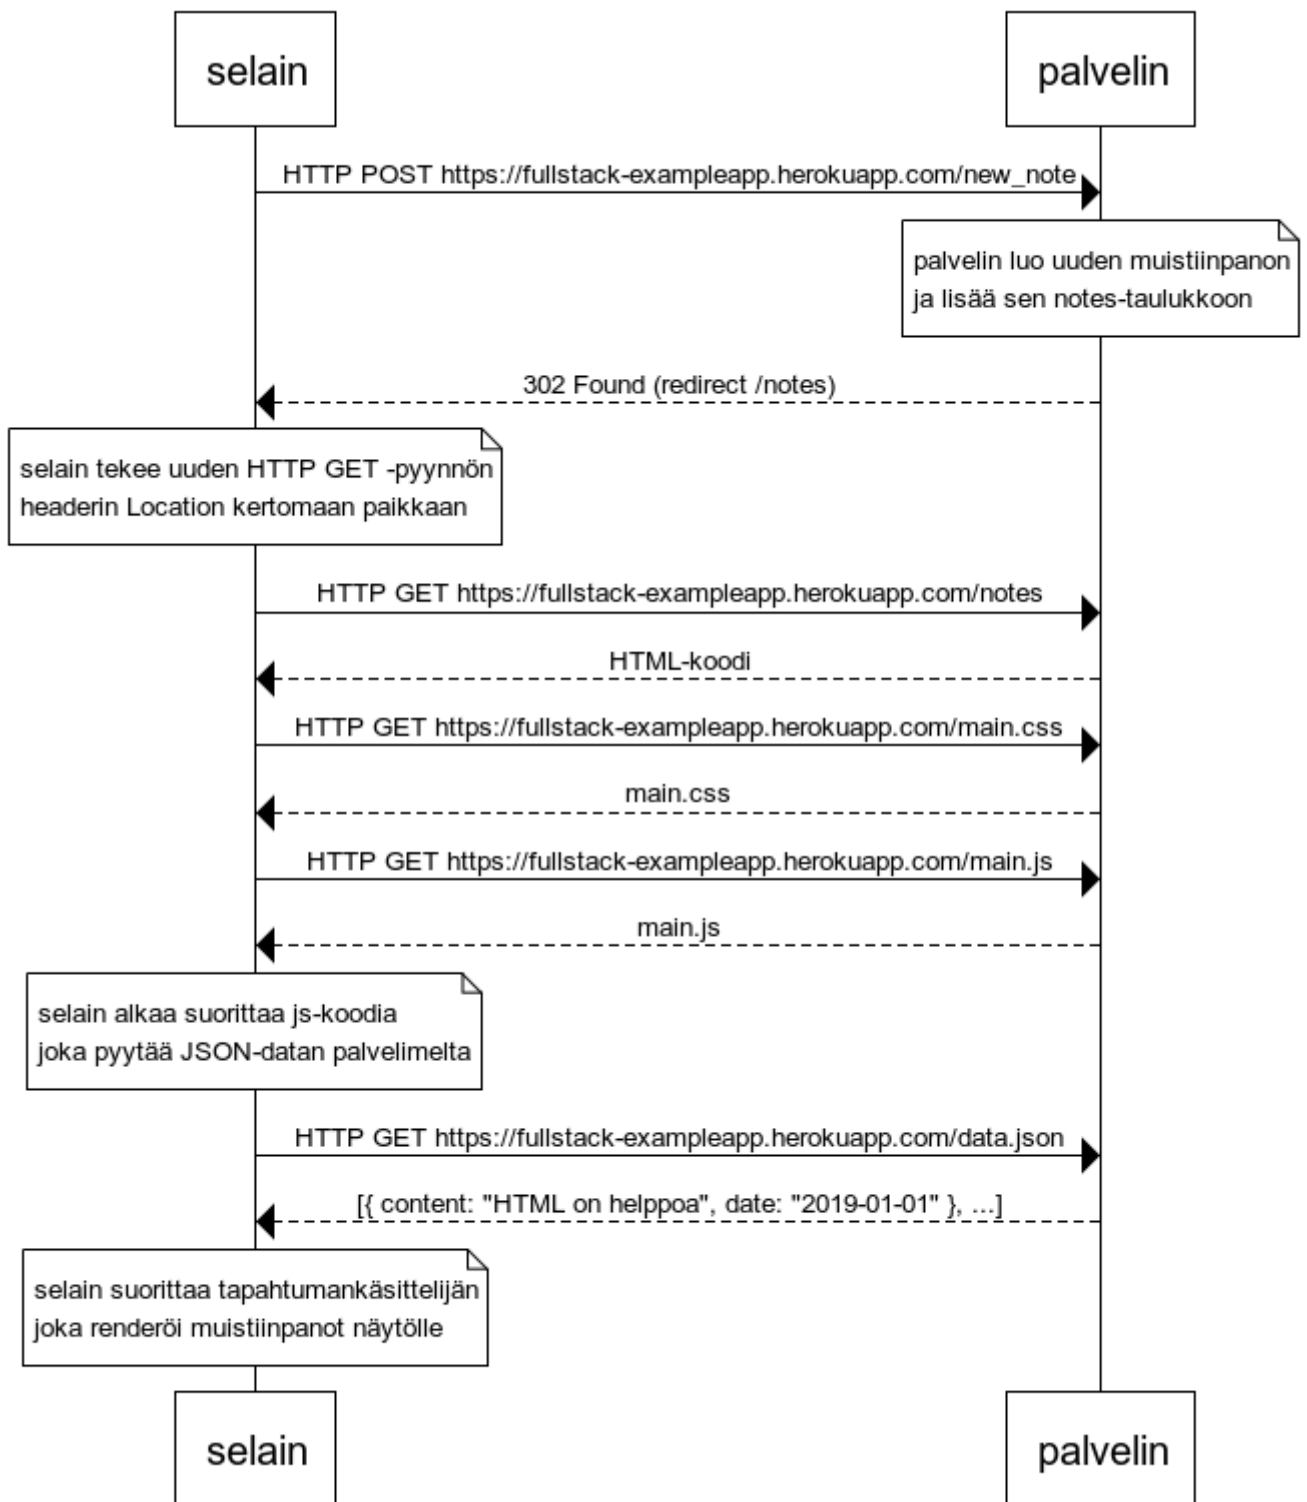 selain
palvelin
HTTP POST https://fullstack-exampleapp.herokuapp.com/new_note
palvelin luo uuden muistiinpanon
ja lisää sen notes-taulukkoon
302 Found (redirect /notes)
selain tekee uuden HTTP GET -pyynnön
headerin Location kertomaan paikkaan
HTTP GET https://fullstack-exampleapp.herokuapp.com/notes
HTML-koodi
HTTP GET https://fullstack-exampleapp.herokuapp.com/main.css
main.css
HTTP GET https://fullstack-exampleapp.herokuapp.com/main.js
main.js
selain alkaa suorittaa js-koodia
joka pyytää JSON-datan palvelimelta
HTTP GET https://fullstack-exampleapp.herokuapp.com/data.json
[{ content: "HTML on helppoa", date: "2019-01-01" }, ...]
selain suorittaa tapahtumankäsittelijän
joka renderöi muistiinpanot näytölle
selain
palvelin